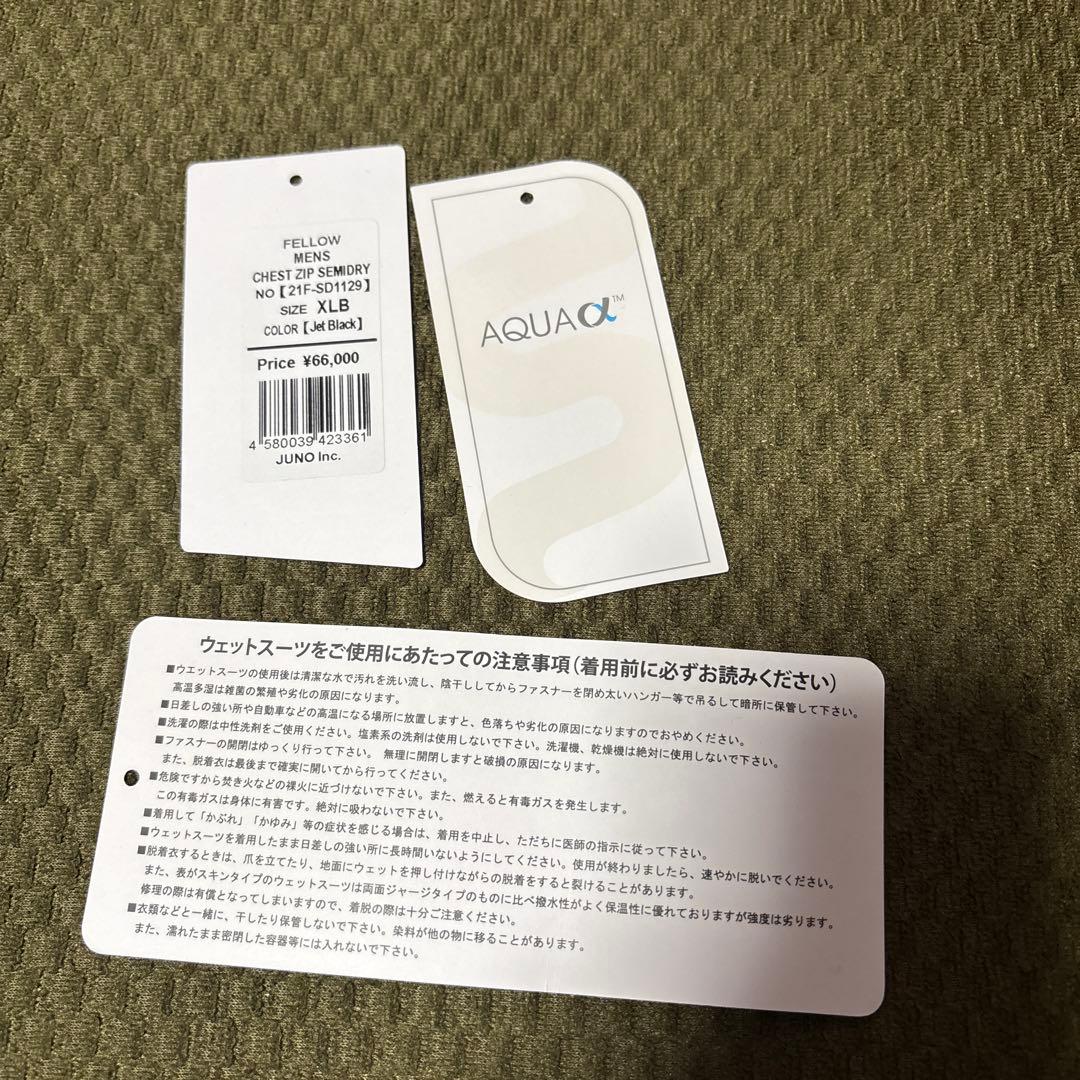 FELLOW
MENS
CHEST ZIP SEMIDRY
NO【21F-SD1129】
SIZE XLB
COLOR【Jet Black】
Price ¥66,000
4 580039 423361
JUNO Inc.
AQUAα™
ウェットスーツをご使用にあたっての注意事項(着用前に必ずお読みください)
■ウエットスーツの使用後は清潔な水で汚れを洗い流し、陰干ししてからファスナーを閉め太いハンガー等で吊るして暗所に保管して下さい。
高温多湿は雑菌の繁殖や劣化の原因になります。
■日差しの強い所や自動車などの高温になる場所に放置しますと、色落ちや劣化の原因になりますのでおやめください。
■洗濯の際は中性洗剤をご使用ください。塩素系の洗剤は使用しないで下さい。洗濯機、乾燥機は絶対に使用しないで下さい。
■ファスナーの開閉はゆっくり行って下さい。 無理に開閉しますと破損の原因になります。
また、脱着衣は最後まで確実に開いてから行ってください。
■危険ですから焚き火などの裸火に近づけないで下さい。また、燃えると有毒ガスを発生します。
この有毒ガスは身体に有害です。絶対に吸わないで下さい。
■着用して「かぶれ」「かゆみ」等の症状を感じる場合は、着用を中止し、ただちに医師の指示に従って下さい。
■ウェットスーツを着用したまま日差しの強い所に長時間いないようにしてください。使用が終わりましたら、速やかに脱いでください。
■脱着衣するときは、爪を立てたり、地面にウェットを押し付けながらの脱着をすると裂けることがあります。
また、表がスキンタイプのウェットスーツは両面ジャージタイプのものに比べ撥水性がよく保温性に優れておりますが強度は劣ります。
修理の際は有償となってしまいますので、着脱の際は十分ご注意ください。
■衣類などと一緒に、干したり保管しないで下さい。染料が他の物に移ることがあります。
また、濡れたまま密閉した容器等には入れないで下さい。